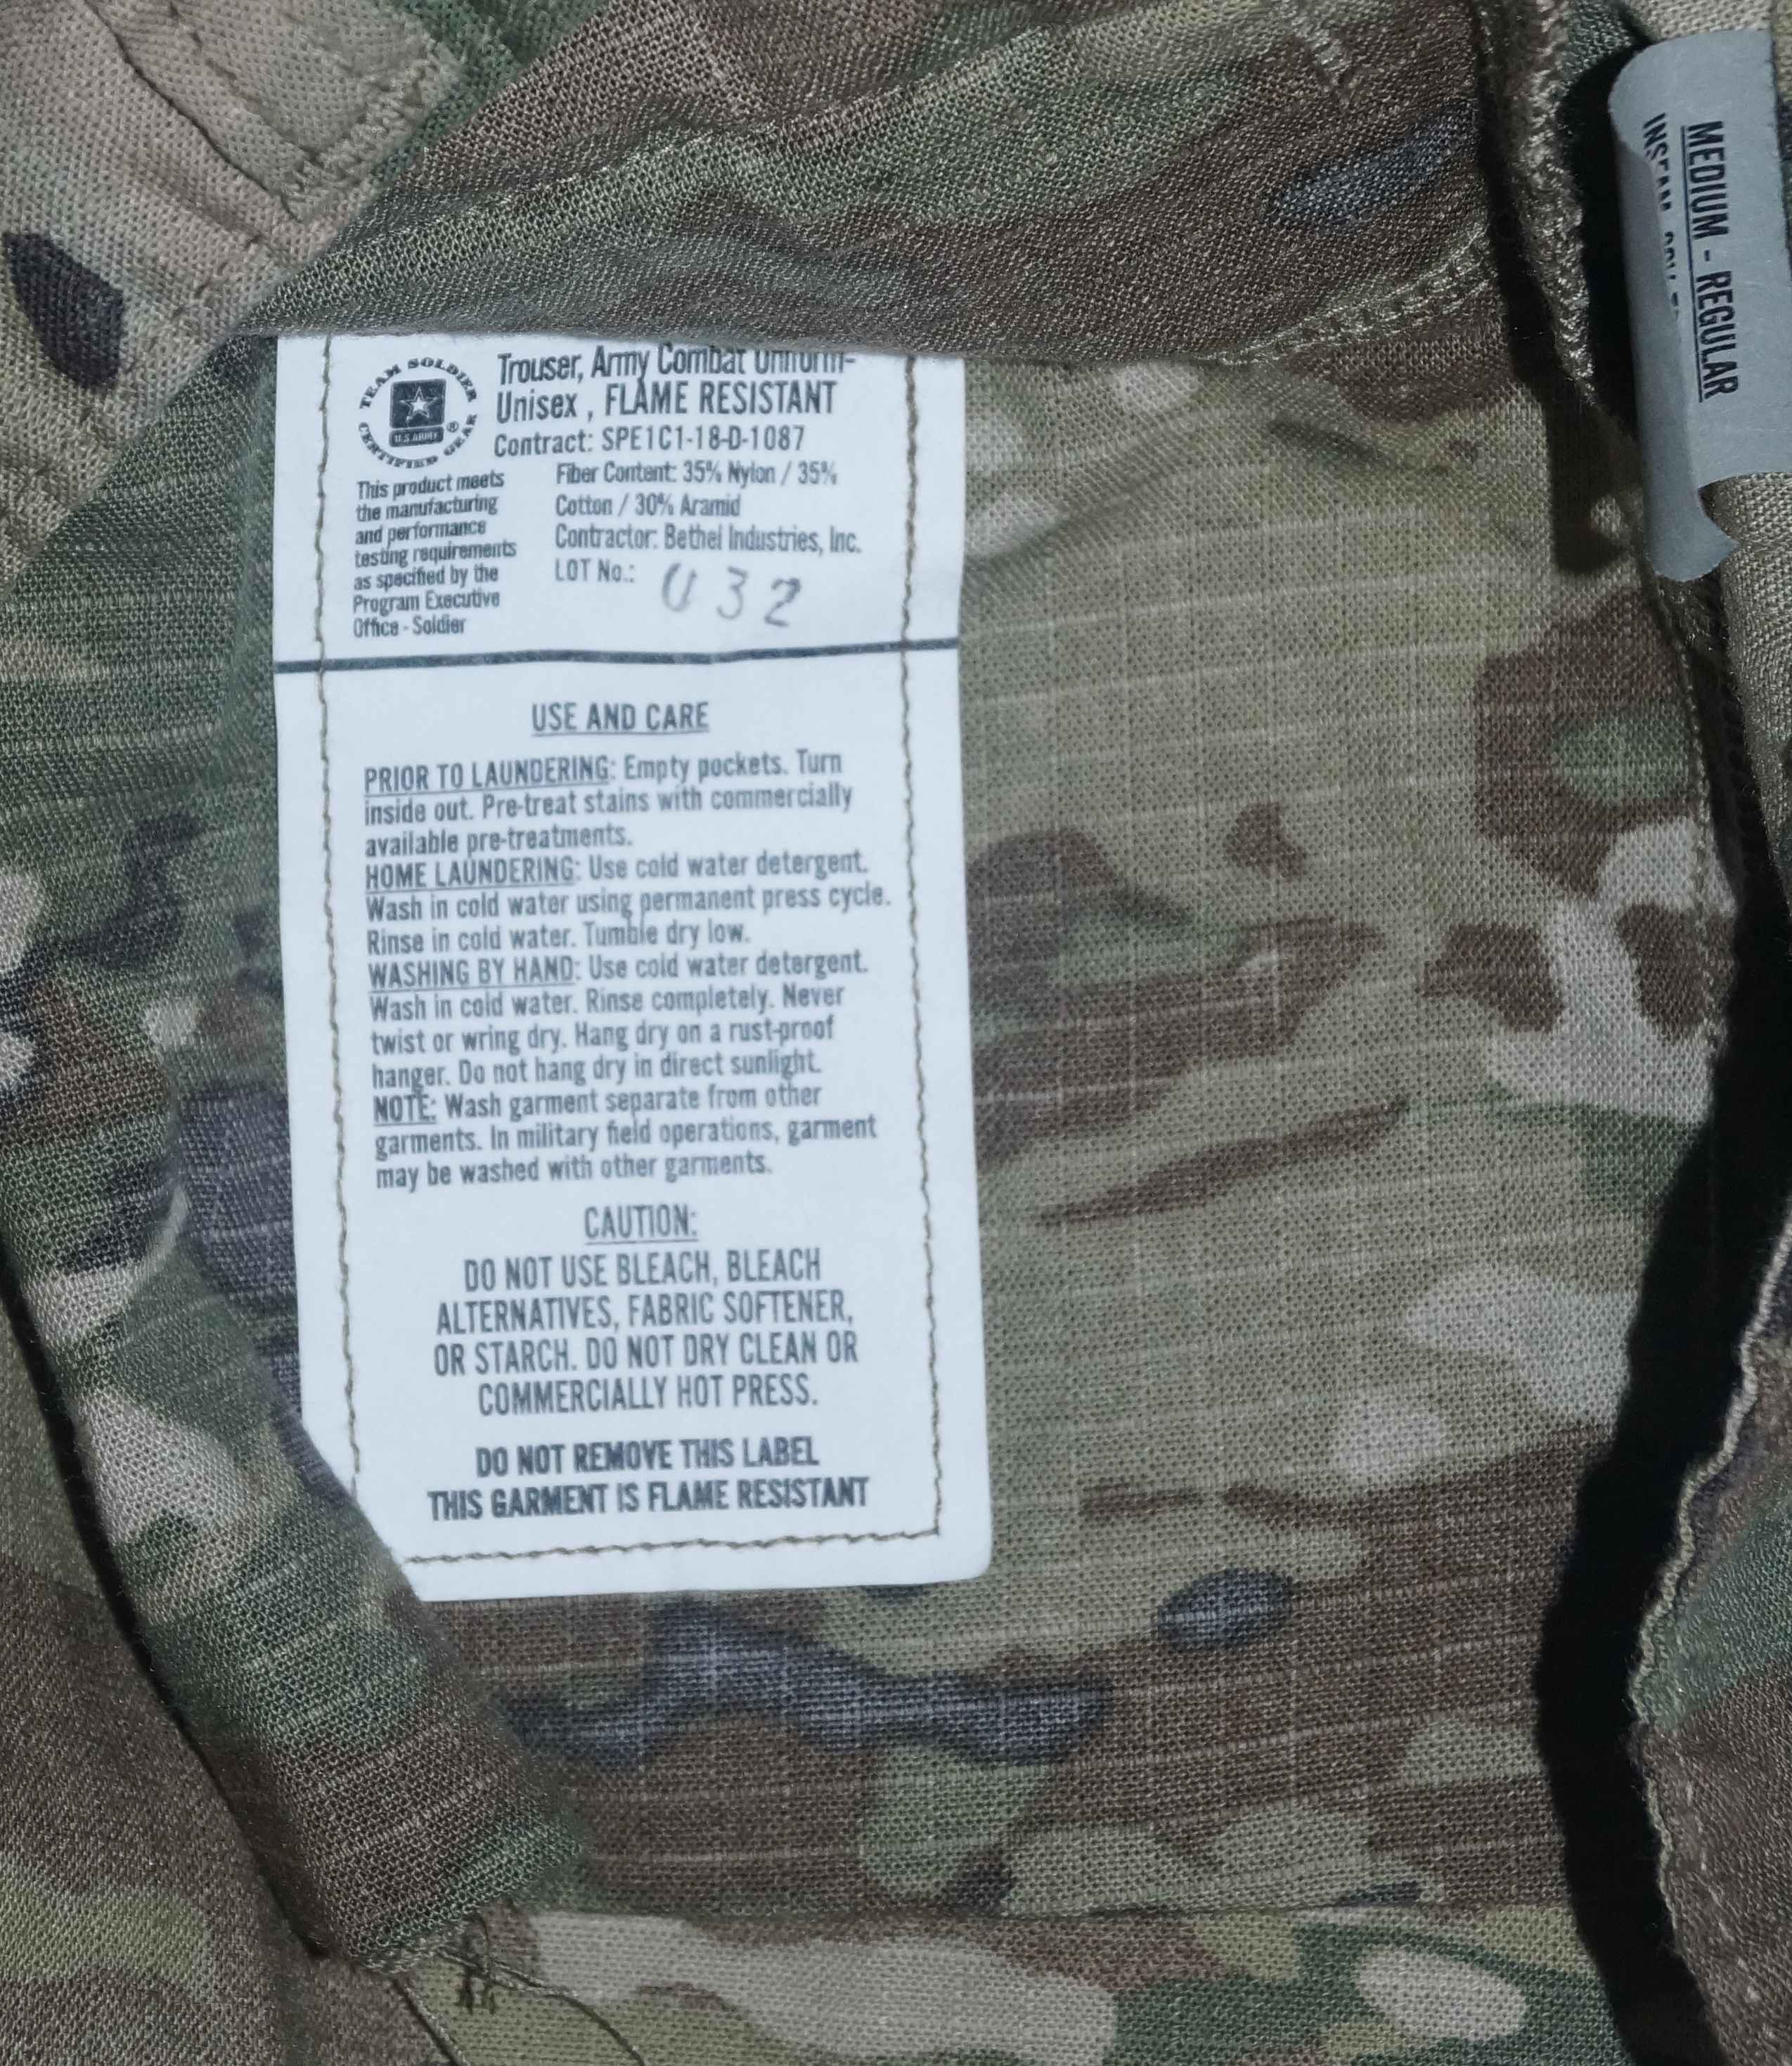 TEAM SOLDIER
U.S. ARMY
®
CERTIFIED GEAR
Trouser, Army Combat Uniform-
Unisex , FLAME RESISTANT
Contract: SPE1C1-18-D-1087
Fiber Content: 35% Nylon / 35%
Cotton / 30% Aramid
Contractor: Bethel Industries, Inc.
LOT No.: 032
This product meets
the manufacturing
and performance
testing requirements
as specified by the
Program Executive
Office - Soldier
USE AND CARE
PRIOR TO LAUNDERING: Empty pockets. Turn
inside out. Pre-treat stains with commercially
available pre-treatments.
HOME LAUNDERING: Use cold water detergent.
Wash in cold water using permanent press cycle.
Rinse in cold water. Tumble dry low.
WASHING BY HAND: Use cold water detergent.
Wash in cold water. Rinse completely. Never
twist or wring dry. Hang dry on a rust-proof
hanger. Do not hang dry in direct sunlight.
NOTE: Wash garment separate from other
garments. In military field operations, garment
may be washed with other garments.
CAUTION:
DO NOT USE BLEACH, BLEACH
ALTERNATIVES, FABRIC SOFTENER,
OR STARCH. DO NOT DRY CLEAN OR
COMMERCIALLY HOT PRESS.
DO NOT REMOVE THIS LABEL
THIS GARMENT IS FLAME RESISTANT
MEDIUM - REGULAR
INSEAM